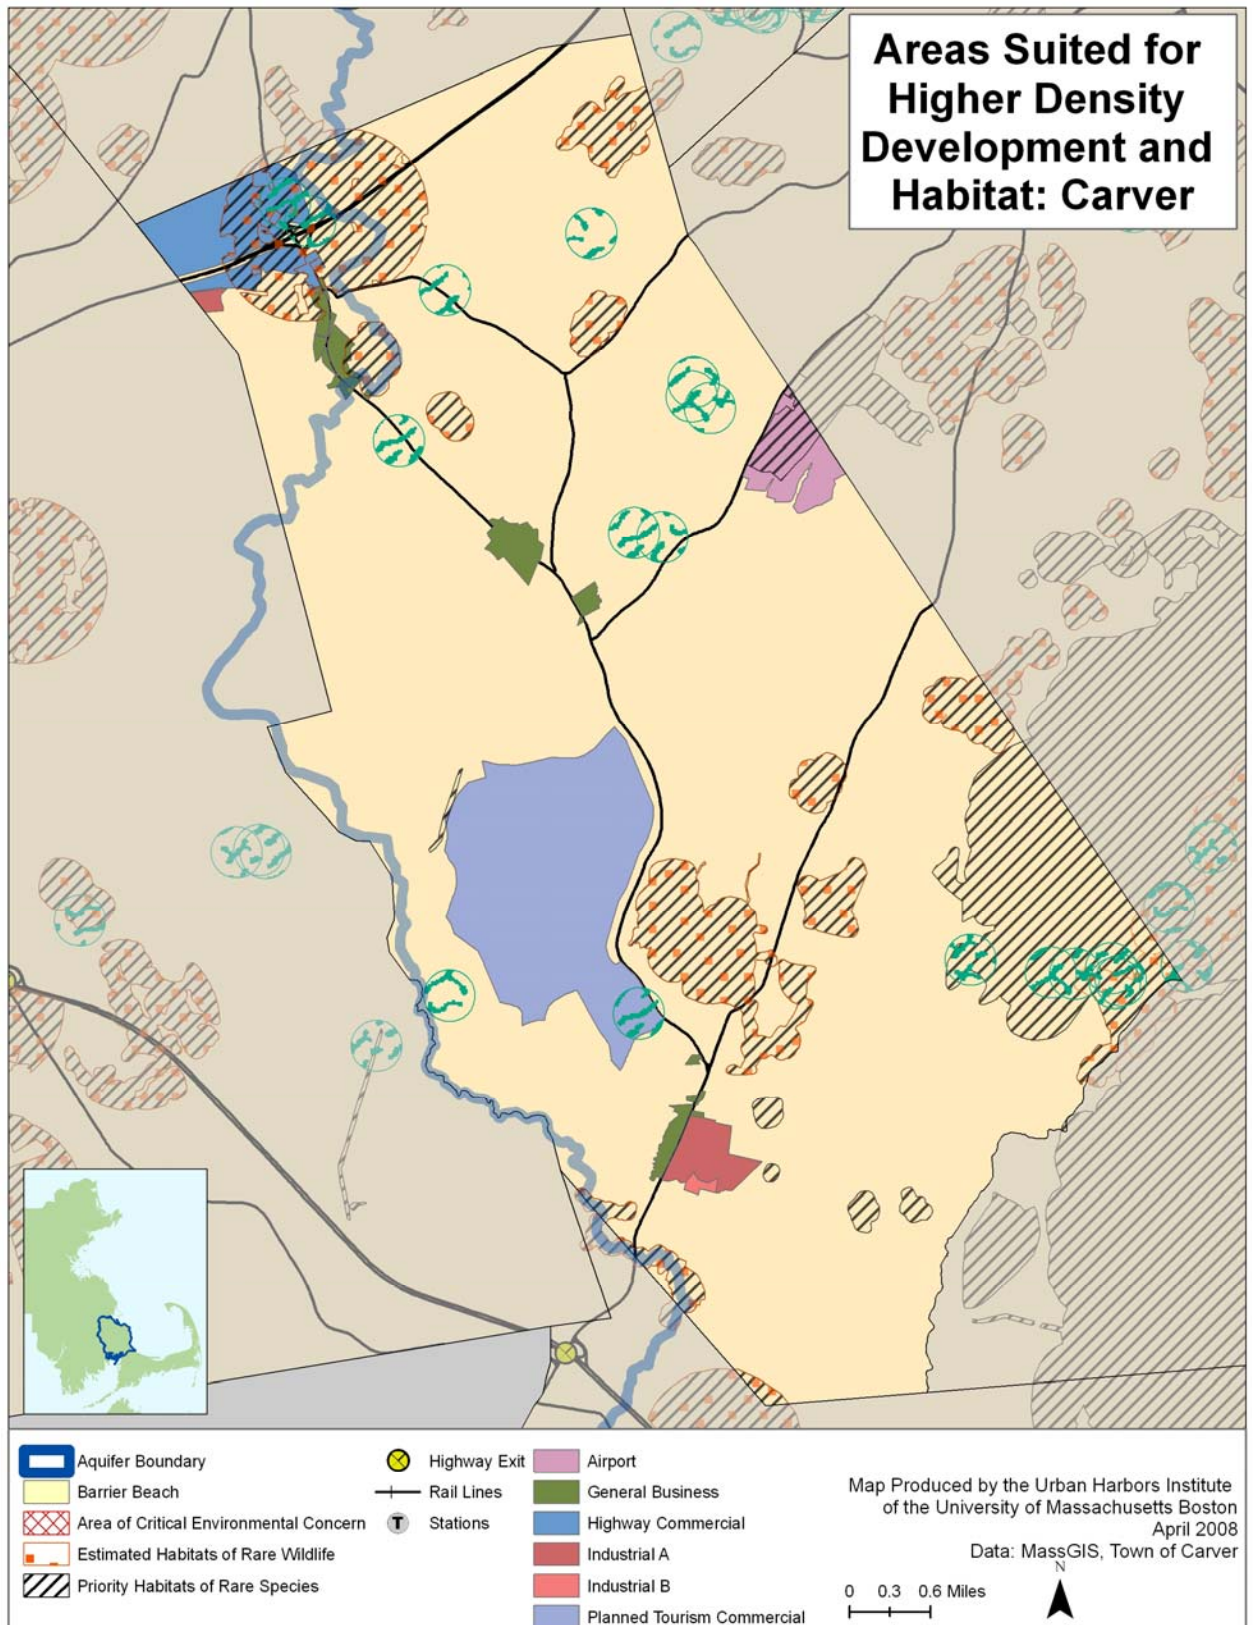 Areas Suited for
Higher Density
Development and
Habitat: Carver
Aquifer Boundary
Barrier Beach
Area of Critical Environmental Concern
Estimated Habitats of Rare Wildlife
Priority Habitats of Rare Species
Highway Exit
Rail Lines
T Stations
Airport
General Business
Highway Commercial
Industrial A
Industrial B
Planned Tourism Commercial
Map Produced by the Urban Harbors Institute
of the University of Massachusetts Boston
April 2008
Data: MassGIS, Town of Carver
N
0 0.3 0.6 Miles